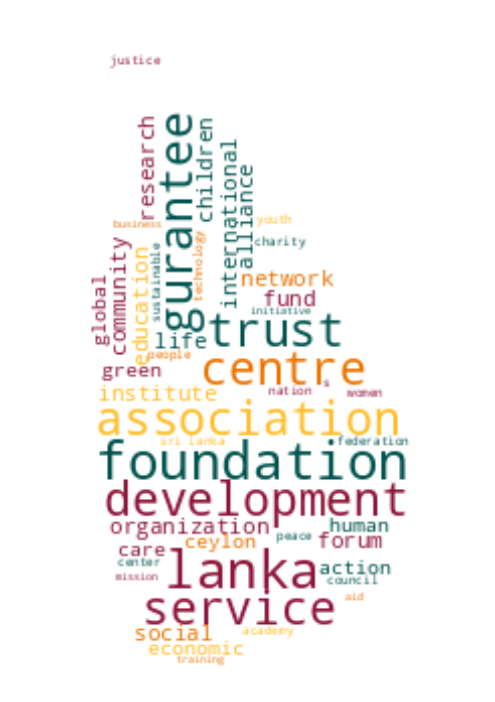 justice
research
gurantee
children
international
alliance
youth
business
charity
technology
sustainable
community
education
global
network
fund
initiative
trust
life
people
centre
green
s
institute
nation
women
association
sri lanka
federation
foundation
development
organization
human
peace
ceylon
forum
care
center
lanka
action
mission
council
service
aid
social
academy
economic
training